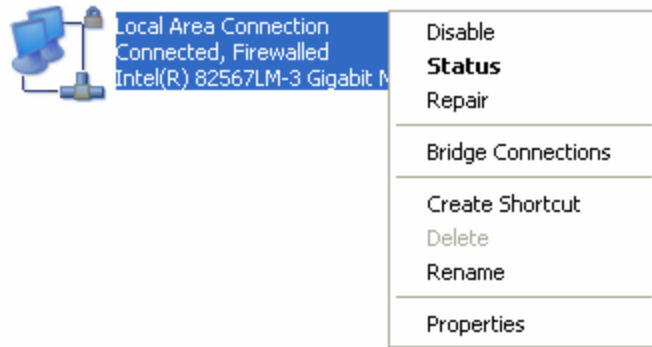 Local Area Connection
Connected, Firewalled
Intel(R) 82567LM-3 Gigabit
Disable
Status
Repair
Bridge Connections
Create Shortcut
Delete
Rename
Properties